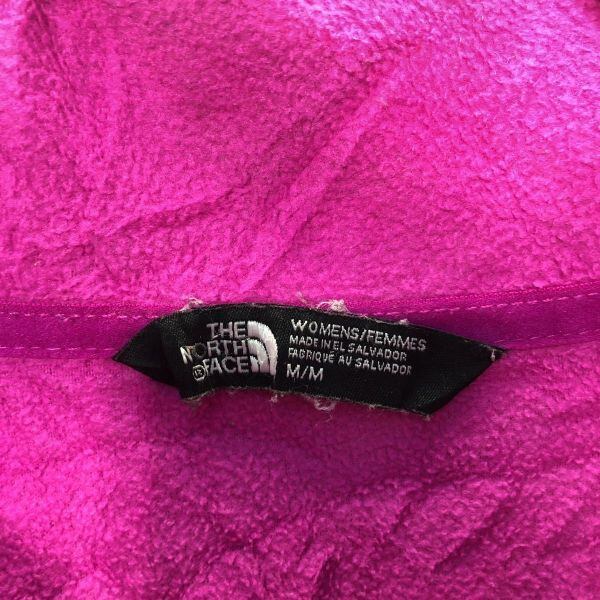 THE
NORTH
FACE
WOMENS/FEMMES
MADE IN EL SALVADOR
FABRIQUÉ AU SALVADOR
M/M